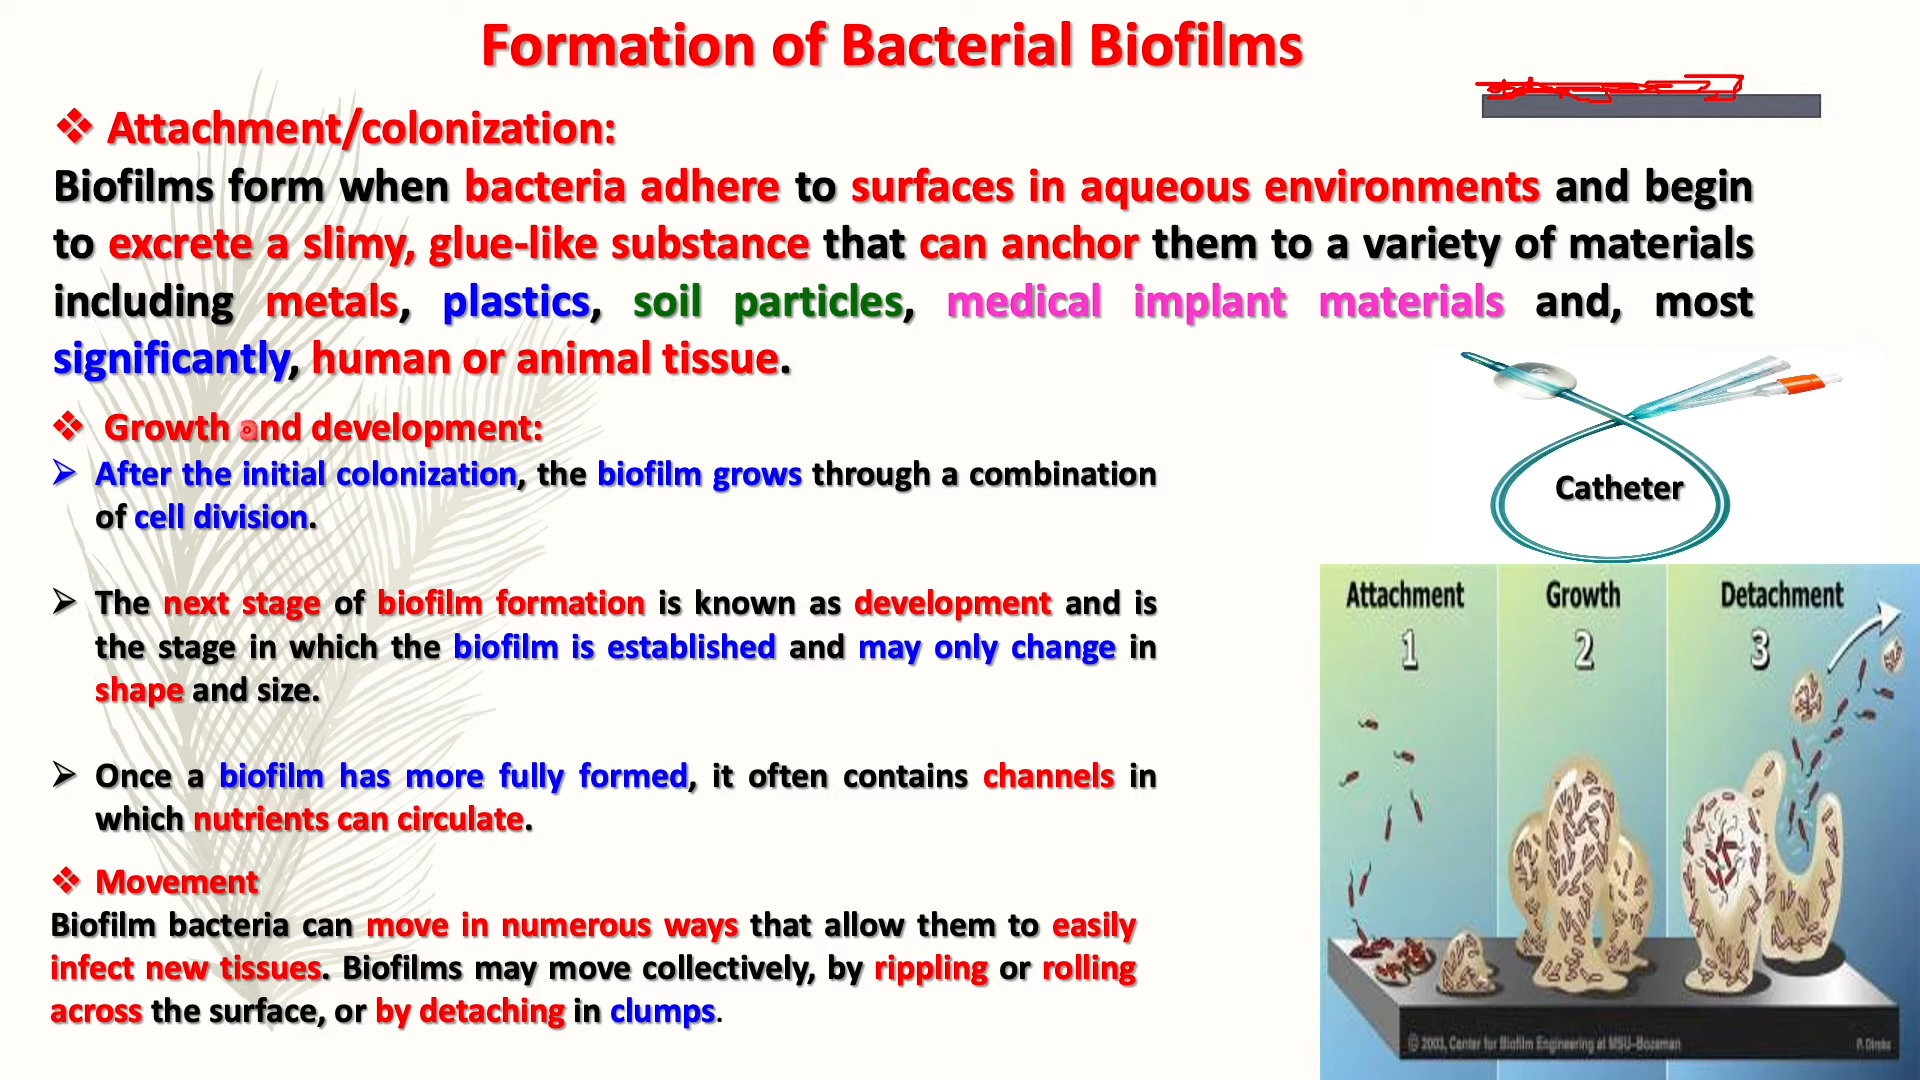 Formation of Bacterial Biofilms
Attachment/colonization:
Biofilms form when bacteria adhere to surfaces in aqueous environments and begin
to excrete a slimy, glue-like substance that can anchor them to a variety of materials
including metals, plastics, soil particles, medical implant materials and, most
significantly, human or animal tissue.
Growth and development:
After the initial colonization, the biofilm grows through a combination
of cell division.
The next stage of biofilm formation is known as development and is
the stage in which the biofilm is established and may only change in
shape and size.
Once a biofilm has more fully formed, it often contains channels in
which nutrients can circulate.
Movement
Biofilm bacteria can move in numerous ways that allow them to easily
infect new tissues. Biofilms may move collectively, by rippling or rolling
across the surface, or by detaching in clumps.
Catheter
Attachment Growth Detachment
1 2 3
© 2003, Center for Biofilm Engineering at MSU-Bozeman P. Dirckx